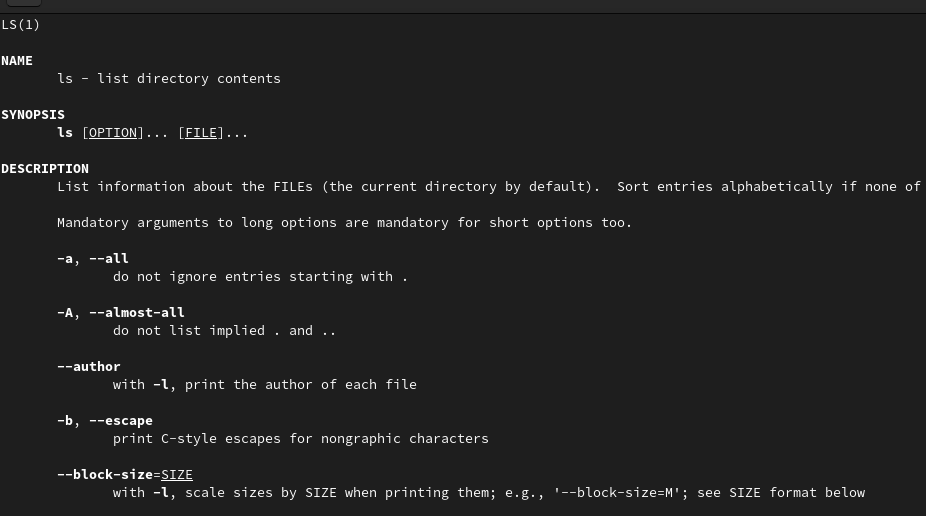 LS(1)
NAME
ls - list directory contents
SYNOPSIS
ls [OPTION]... [FILE]...
DESCRIPTION
List information about the FILEs (the current directory by default).  Sort entries alphabetically if none of
Mandatory arguments to long options are mandatory for short options too.
-a, --all
do not ignore entries starting with .
-A, --almost-all
do not list implied . and ..
--author
with -l, print the author of each file
-b, --escape
print C-style escapes for nongraphic characters
--block-size=SIZE
with -l, scale sizes by SIZE when printing them; e.g., '--block-size=M'; see SIZE format below